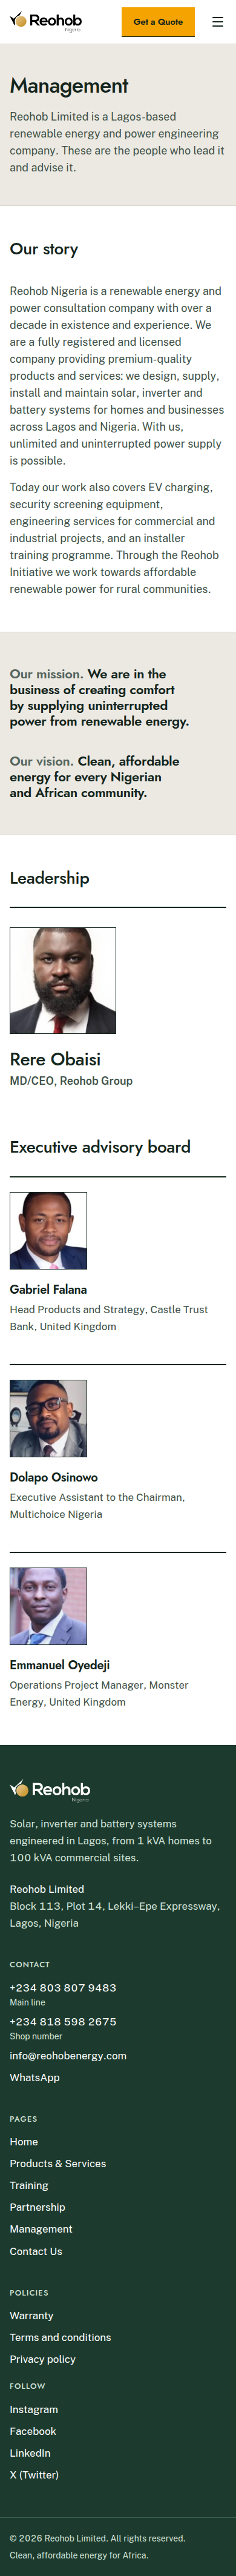 Reohob
Nigeria
Get a Quote
Management
Reohob Nigeria is a Lagos-based
renewable energy and power engineering
company. These are the people who lead it
and advise it.
Our story
Reohob Nigeria is a renewable energy and
power consultation company with over a
decade in existence and experience. We
are a fully registered and licensed
company providing premium-quality
products and services: we design, supply,
install and maintain solar, inverter and
battery systems for homes and businesses
across Lagos and Nigeria. With us,
unlimited and uninterrupted power supply
is possible.
Today our work also covers EV charging,
security screening equipment,
engineering services for commercial and
industrial projects, and an installer
training programme. Through the Reohob
Initiative we work towards affordable
renewable power for rural communities.
Our mission. We are in the
business of creating comfort
by supplying uninterrupted
power from renewable energy.
Our vision. Clean, affordable
energy for every Nigerian
and African community.
Leadership
Rere Obaisi
MD/CEO, Reohob Group
Executive advisory board
Gabriel Falana
Head Products and Strategy, Castle Trust
Bank, United Kingdom
Dolapo Osinowo
Executive Assistant to the Chairman,
Multichoice Nigeria
Emmanuel Oyedeji
Operations Project Manager, Monster
Energy, United Kingdom
Reohob
Nigeria
Solar, inverter and battery systems
engineered in Lagos, from 1 kVA homes to
100 kVA commercial sites.
Reohob Limited
Block 113, Plot 14, Lekki–Epe Expressway,
Lagos, Nigeria
CONTACT
+234 803 807 9483
Main line
+234 818 598 2675
Shop number
info@reohobenergy.com
WhatsApp
PAGES
Home
Products & Services
Training
Partnership
Management
Contact Us
POLICIES
Warranty
Terms and conditions
Privacy policy
FOLLOW
Instagram
Facebook
LinkedIn
X (Twitter)
© 2026 Reohob Limited. All rights reserved.
Clean, affordable energy for Africa.